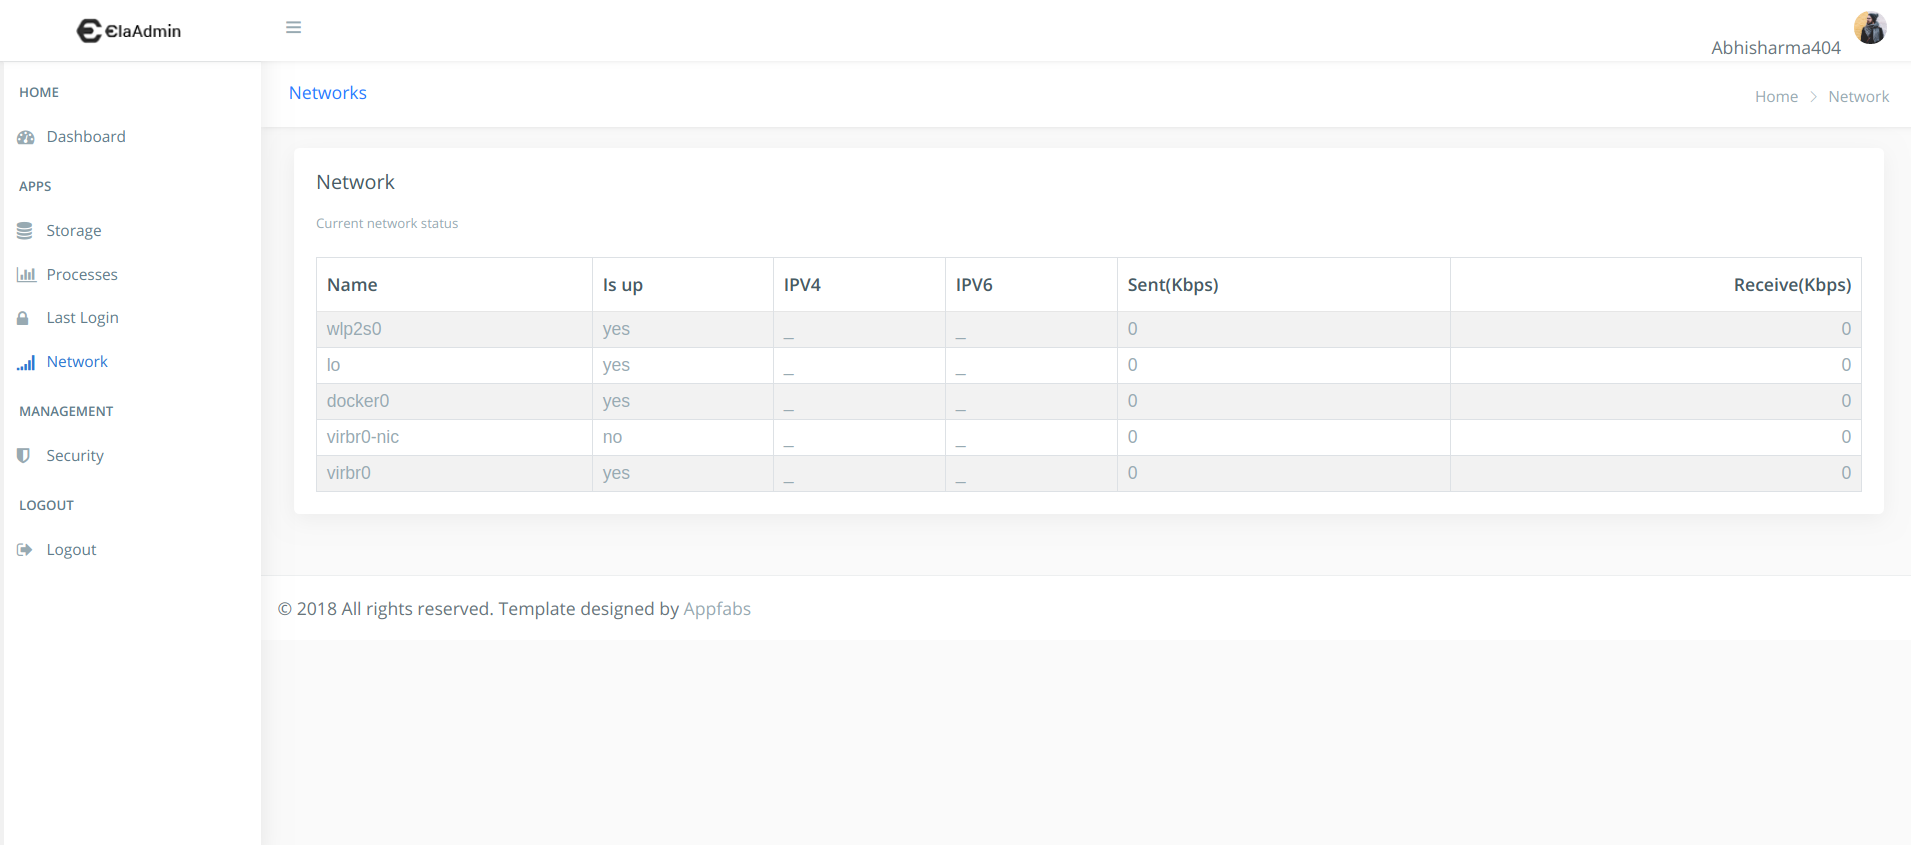 ElaAdmin
Abhisharma404
HOME
Dashboard
APPS
Storage
Processes
Last Login
Network
MANAGEMENT
Security
LOGOUT
Logout
Networks
Home > Network
Network
Current network status
Name Is up IPV4 IPV6 Sent(Kbps) Receive(Kbps)
wlp2s0 yes _ _ 0 0
lo yes _ _ 0 0
docker0 yes _ _ 0 0
virbr0-nic no _ _ 0 0
virbr0 yes _ _ 0 0
© 2018 All rights reserved. Template designed by Appfabs